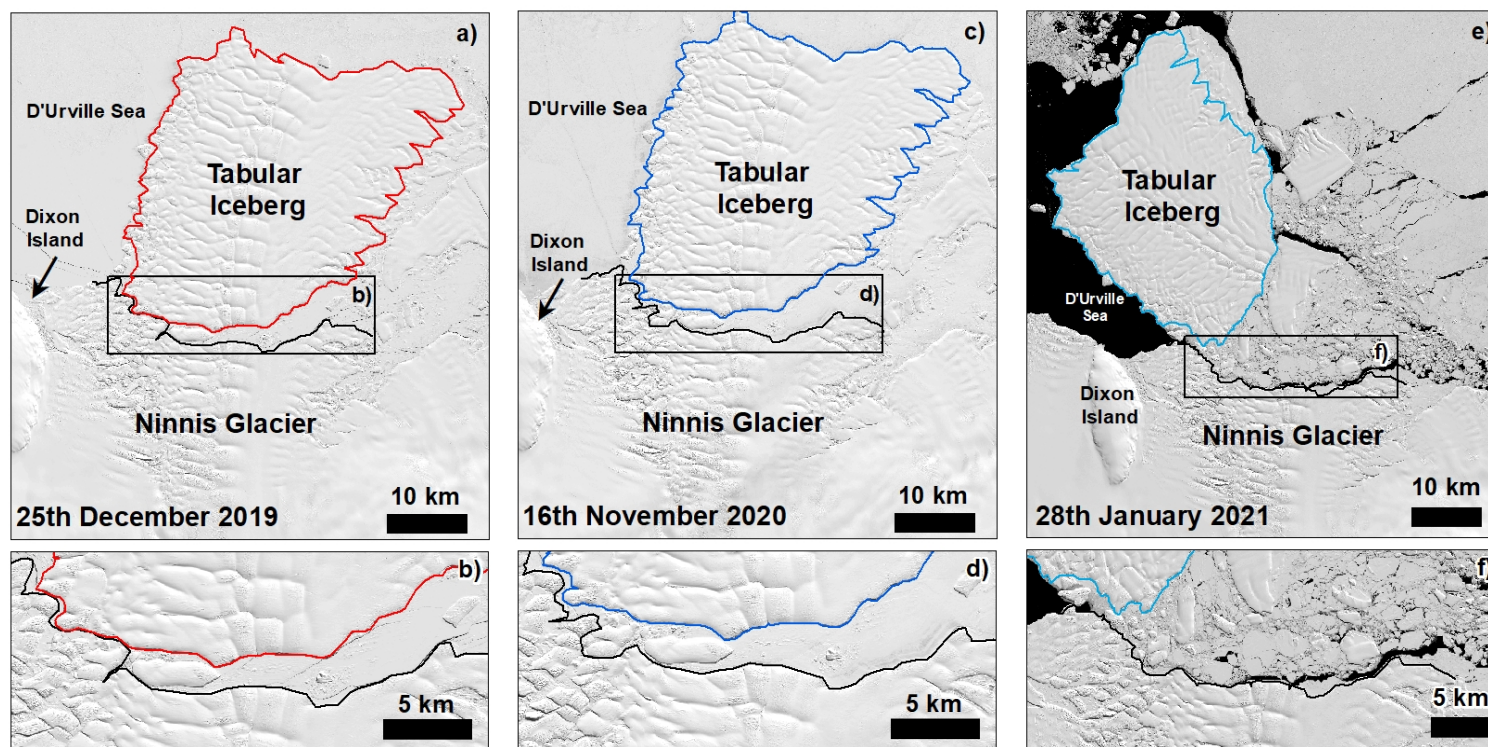 a)
D'Urville Sea
Tabular
Iceberg
Dixon
Island
b)
Ninnis Glacier
10 km
25th December 2019
c)
D'Urville Sea
Tabular
Iceberg
Dixon
Island
d)
Ninnis Glacier
10 km
16th November 2020
e)
Tabular
Iceberg
D'Urville
Sea
f)
Dixon
Island
Ninnis Glacier
10 km
28th January 2021
b)
5 km
d)
5 km
f)
5 km